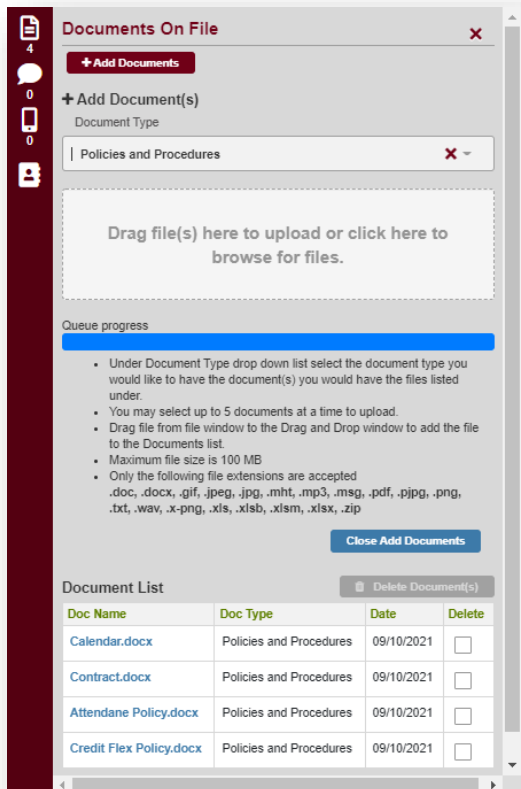 4
0
0
Documents On File
+ Add Documents
+ Add Document(s)
Document Type
Policies and Procedures
Drag file(s) here to upload or click here to
browse for files.
Queue progress
• Under Document Type drop down list select the document type you
would like to have the document(s) you would have the files listed
under.
• You may select up to 5 documents at a time to upload.
• Drag file from file window to the Drag and Drop window to add the file
to the Documents list.
• Maximum file size is 100 MB
• Only the following file extensions are accepted
.doc, .docx, .gif, .jpeg, .jpg, .mht, .mp3, .msg, .pdf, .pjpg, .png,
.txt, .wav, .x-png, .xls, .xlsb, .xlsm, .xlsx, .zip
Close Add Documents
Document List
Delete Document(s)
Doc Name Doc Type Date Delete
Calendar.docx Policies and Procedures 09/10/2021
Contract.docx Policies and Procedures 09/10/2021
Attendane Policy.docx Policies and Procedures 09/10/2021
Credit Flex Policy.docx Policies and Procedures 09/10/2021